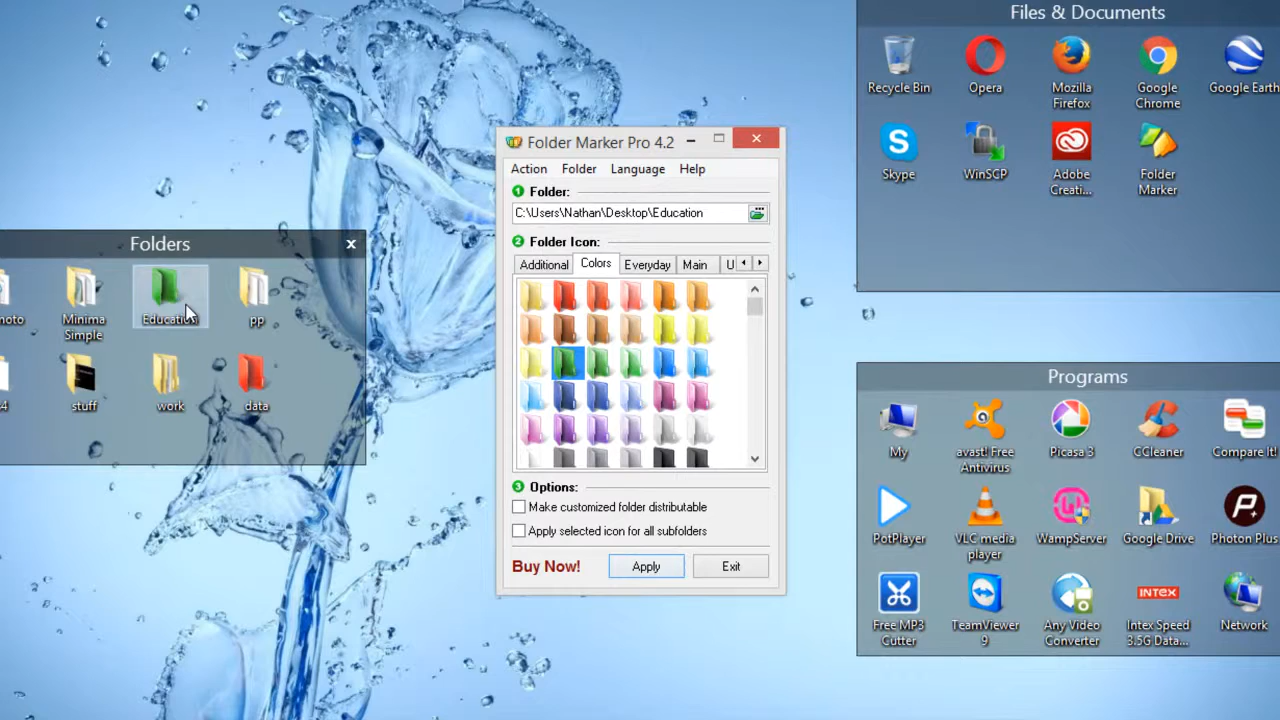 Files & Documents
Recycle Bin
Opera
Mozilla
Firefox
Google
Chrome
Google Earth
Skype
WinSCP
Adobe
Creati...
Folder
Marker
Folders
x
Minima
Simple
Education
pp
stuff
work
data
Folder Marker Pro 4.2
Action Folder Language Help
1 Folder:
C:\Users\Nathan\Desktop\Education
2 Folder Icon:
Additional Colors Everyday Main U
3 Options:
Make customized folder distributable
Apply selected icon for all subfolders
Buy Now! Apply Exit
Programs
My
avast! Free
Antivirus
Picasa 3
CCleaner
Compare It!
PotPlayer
VLC media
player
WampServer
Google Drive
Photon Plus
Free MP3
Cutter
TeamViewer
9
Any Video
Converter
INTEX
Intex Speed
3.5G Data...
Network